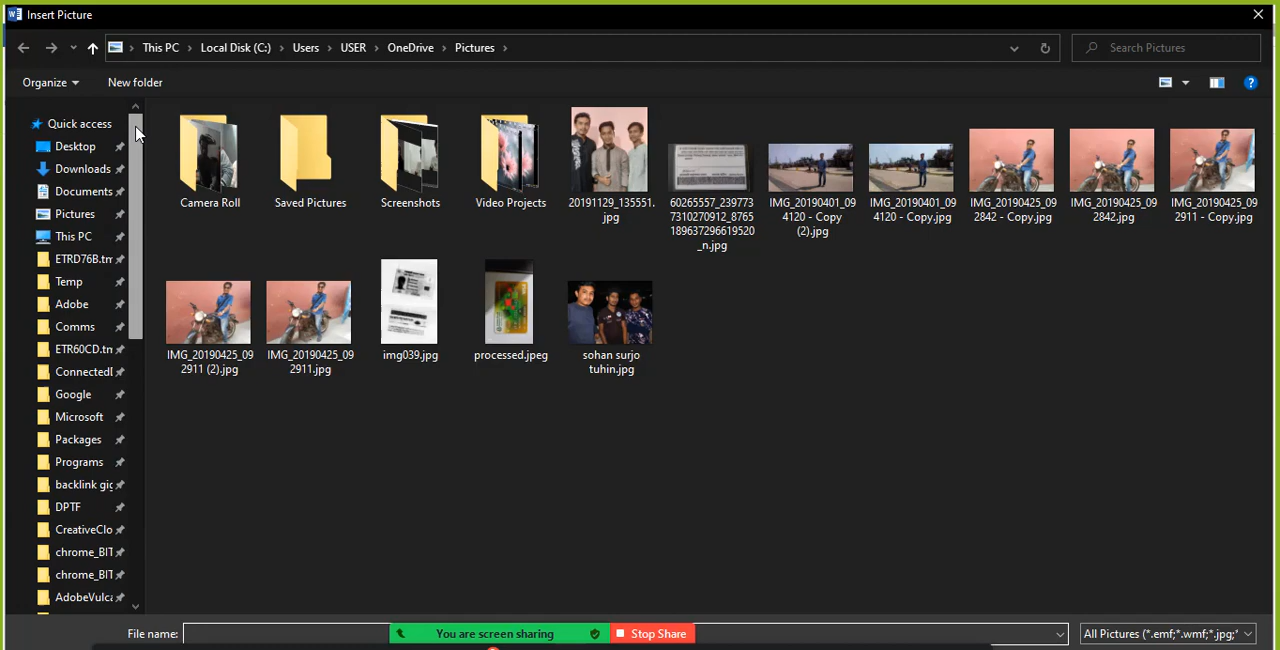 Insert Picture
This PC > Local Disk (C:) > Users > USER > OneDrive > Pictures >
Search Pictures
Organize
New folder
Quick access
Desktop
Downloads
Documents
Pictures
This PC
ETRD76B.tm
Temp
Adobe
Comms
ETR60CD.tm
ConnectedD
Google
Microsoft
Packages
Programs
backlink gig
DPTF
CreativeClo
chrome_BIT
chrome_BIT
AdobeVulca
Camera Roll
Saved Pictures
Screenshots
Video Projects
20191129_135551.
jpg
60265557_239773
7310270912_8765
189637296619520
_n.jpg
IMG_20190401_09
4120 - Copy
(2).jpg
IMG_20190401_09
4120 - Copy.jpg
IMG_20190425_09
2842 - Copy.jpg
IMG_20190425_09
2842.jpg
IMG_20190425_09
2911 - Copy.jpg
IMG_20190425_09
2911 (2).jpg
IMG_20190425_09
2911.jpg
img039.jpg
processed.jpeg
sohan surjo
tuhin.jpg
File name:
You are screen sharing
Stop Share
All Pictures (*.emf;*.wmf;*.jpg;*